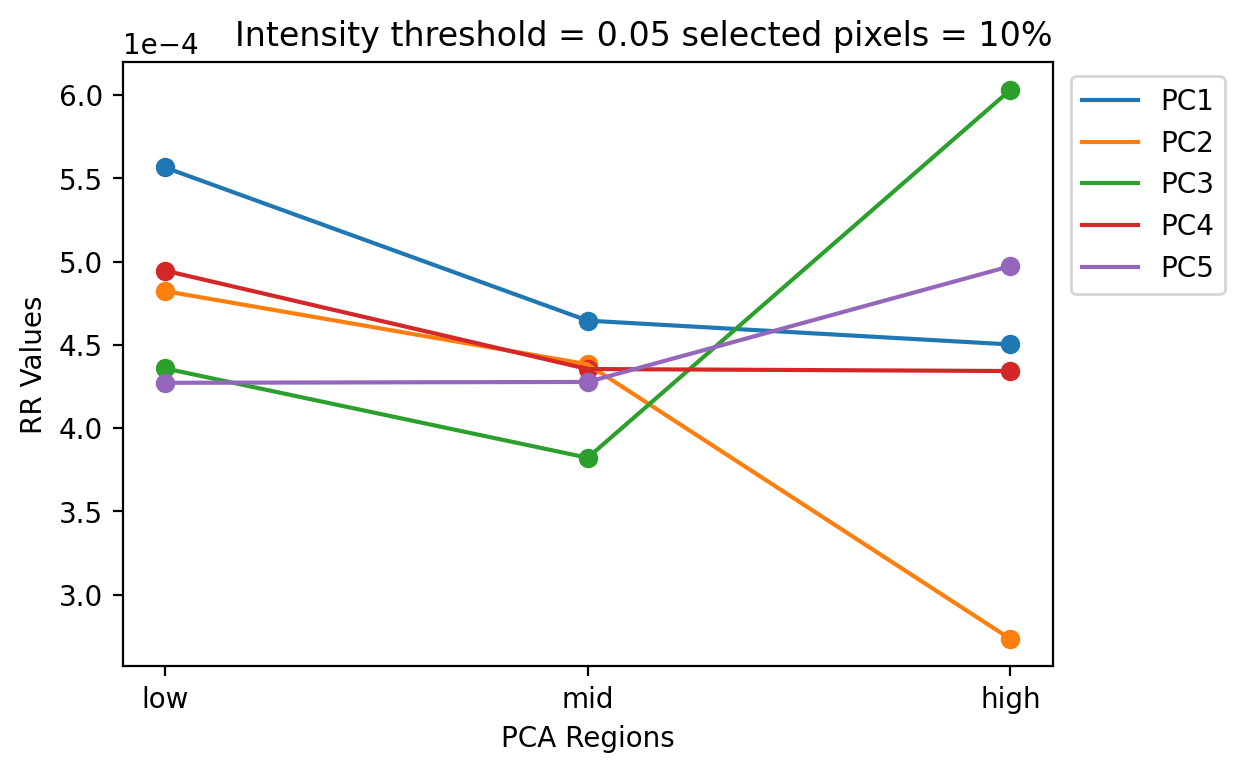 Intensity threshold = 0.05 selected pixels = 10%
1e−4
6.0
5.5
5.0
4.5
4.0
3.5
3.0
RR Values
low
mid
high
PCA Regions
PC1
PC2
PC3
PC4
PC5